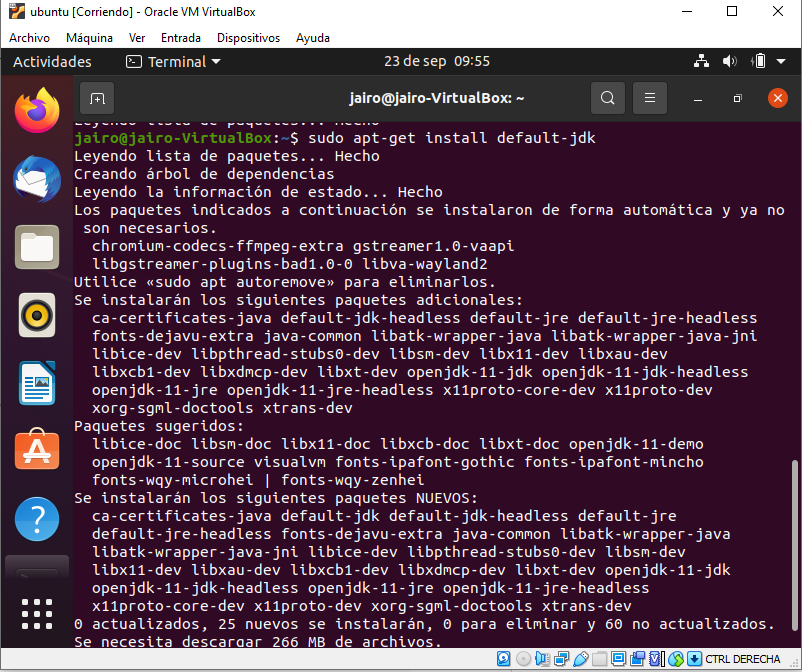 ubuntu [Corriendo] - Oracle VM VirtualBox
Archivo Máquina Ver Entrada Dispositivos Ayuda
Actividades Terminal 23 de sep 09:55
jairo@jairo-VirtualBox: ~
Leyendo lista de paquetes... Hecho
jairo@jairo-VirtualBox:~$ sudo apt-get install default-jdk
Leyendo lista de paquetes... Hecho
Creando árbol de dependencias
Leyendo la información de estado... Hecho
Los paquetes indicados a continuación se instalaron de forma automática y ya no
son necesarios.
chromium-codecs-ffmpeg-extra gstreamer1.0-vaapi
libgstreamer-plugins-bad1.0-0 libva-wayland2
Utilice «sudo apt autoremove» para eliminarlos.
Se instalarán los siguientes paquetes adicionales:
ca-certificates-java default-jdk-headless default-jre default-jre-headless
fonts-dejavu-extra java-common libatk-wrapper-java libatk-wrapper-java-jni
libice-dev libpthread-stubs0-dev libsm-dev libx11-dev libxau-dev
libxcb1-dev libxdmcp-dev libxt-dev openjdk-11-jdk openjdk-11-jdk-headless
openjdk-11-jre openjdk-11-jre-headless x11proto-core-dev x11proto-dev
xorg-sgml-doctools xtrans-dev
Paquetes sugeridos:
libice-doc libsm-doc libx11-doc libxcb-doc libxt-doc openjdk-11-demo
openjdk-11-source visualvm fonts-ipafont-gothic fonts-ipafont-mincho
fonts-wqy-microhei | fonts-wqy-zenhei
Se instalarán los siguientes paquetes NUEVOS:
ca-certificates-java default-jdk default-jdk-headless default-jre
default-jre-headless fonts-dejavu-extra java-common libatk-wrapper-java
libatk-wrapper-java-jni libice-dev libpthread-stubs0-dev libsm-dev
libx11-dev libxau-dev libxcb1-dev libxdmcp-dev libxt-dev openjdk-11-jdk
openjdk-11-jdk-headless openjdk-11-jre openjdk-11-jre-headless
x11proto-core-dev x11proto-dev xorg-sgml-doctools xtrans-dev
0 actualizados, 25 nuevos se instalarán, 0 para eliminar y 60 no actualizados.
Se necesita descargar 266 MB de archivos.
CTRL DERECHA